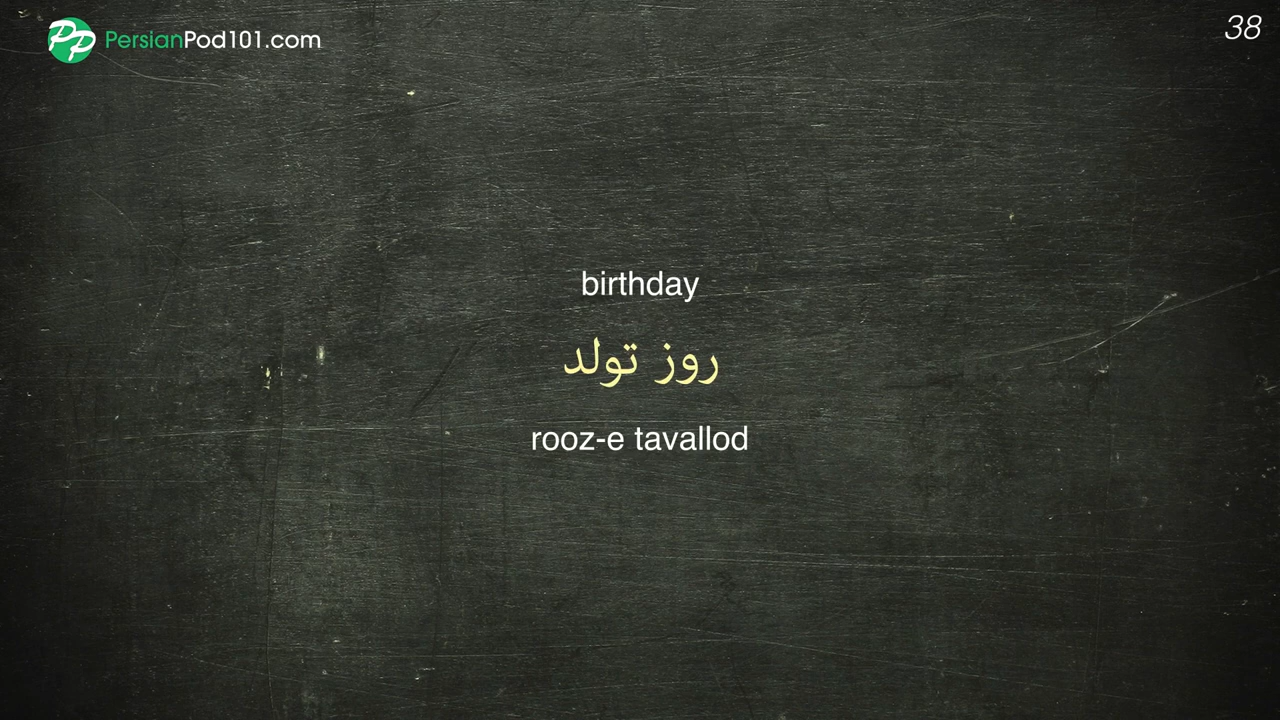 PersianPod101.com
38
birthday
روز تولد
rooz-e tavallod